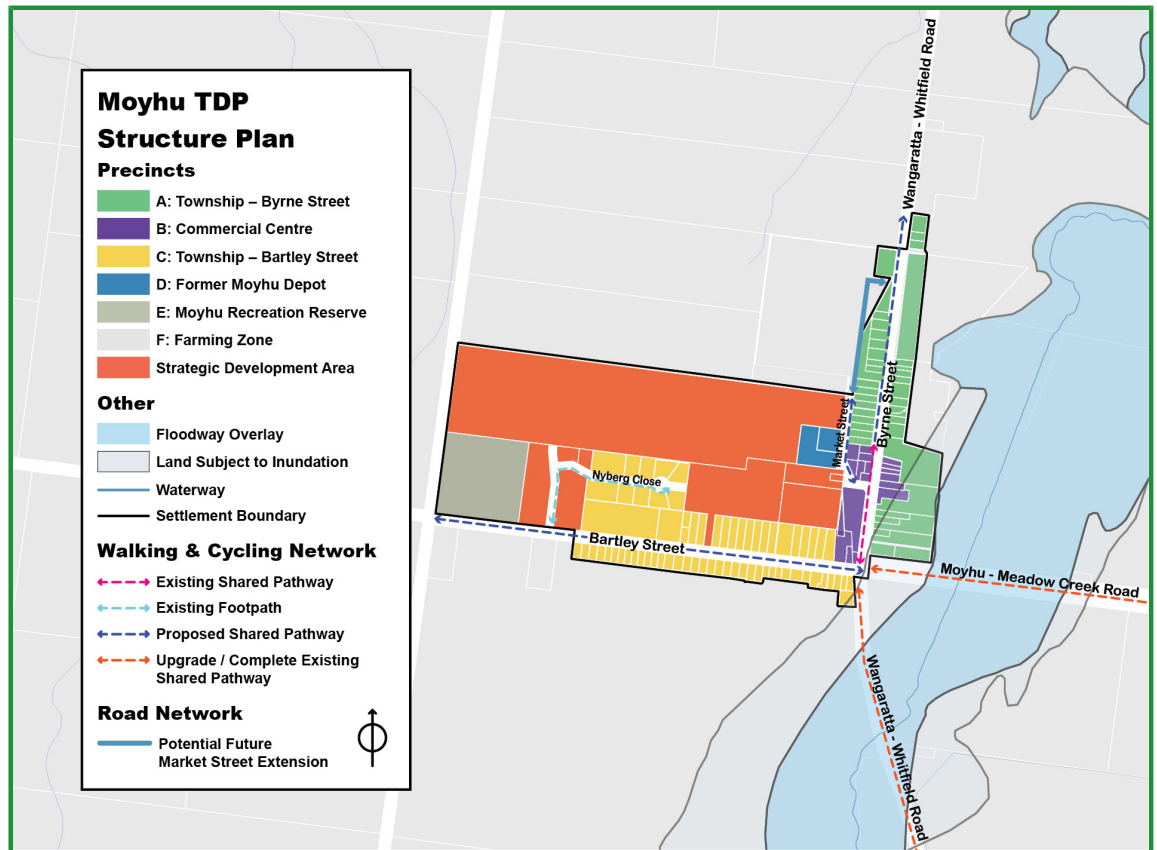 Moyhu TDP
Structure Plan
Precincts
A: Township – Byrne Street
B: Commercial Centre
C: Township – Bartley Street
D: Former Moyhu Depot
E: Moyhu Recreation Reserve
F: Farming Zone
Strategic Development Area
Other
Floodway Overlay
Land Subject to Inundation
Waterway
Settlement Boundary
Walking & Cycling Network
Existing Shared Pathway
Existing Footpath
Proposed Shared Pathway
Upgrade / Complete Existing
Shared Pathway
Road Network
Potential Future
Market Street Extension
Wangaratta - Whitfield Road
Byrne Street
Market Street
Nyberg Close
Bartley Street
Moyhu - Meadow Creek Road
Wangaratta - Whitfield Road